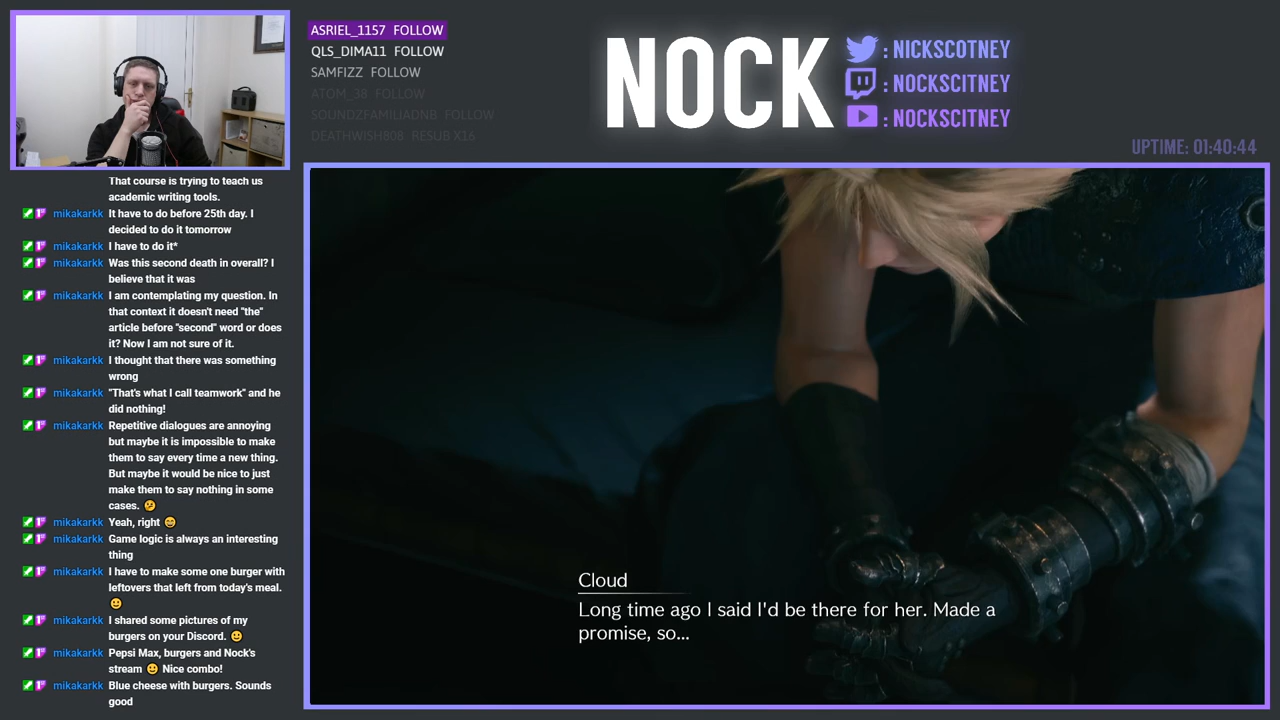 ASRIEL_1157 FOLLOW
QLS_DIMA11 FOLLOW
SAMFIZZ FOLLOW
ATOM_38 FOLLOW
SOUNDZFAMILIADNB FOLLOW
DEATHWISH808 RESUB X16
NOCK
: NICKSCOTNEY
: NOCKSCITNEY
: NOCKSCITNEY
UPTIME: 01:40:44
That course is trying to teach us
academic writing tools.
mikakarkk It have to do before 25th day. I
decided to do it tomorrow
mikakarkk I have to do it*
mikakarkk Was this second death in overall? I
believe that it was
mikakarkk I am contemplating my question. In
that context it doesn't need "the"
article before "second" word or does
it? Now I am not sure of it.
mikakarkk I thought that there was something
wrong
mikakarkk "That's what I call teamwork" and he
did nothing!
mikakarkk Repetitive dialogues are annoying
but maybe it is impossible to make
them to say every time a new thing.
But maybe it would be nice to just
make them to say nothing in some
cases. 🤔
mikakarkk Yeah, right 😄
mikakarkk Game logic is always an interesting
thing
mikakarkk I have to make some one burger with
leftovers that left from today's meal.
😃
mikakarkk I shared some pictures of my
burgers on your Discord. 😃
mikakarkk Pepsi Max, burgers and Nock's
stream 😃 Nice combo!
mikakarkk Blue cheese with burgers. Sounds
good
Cloud
Long time ago I said I'd be there for her. Made a
promise, so...